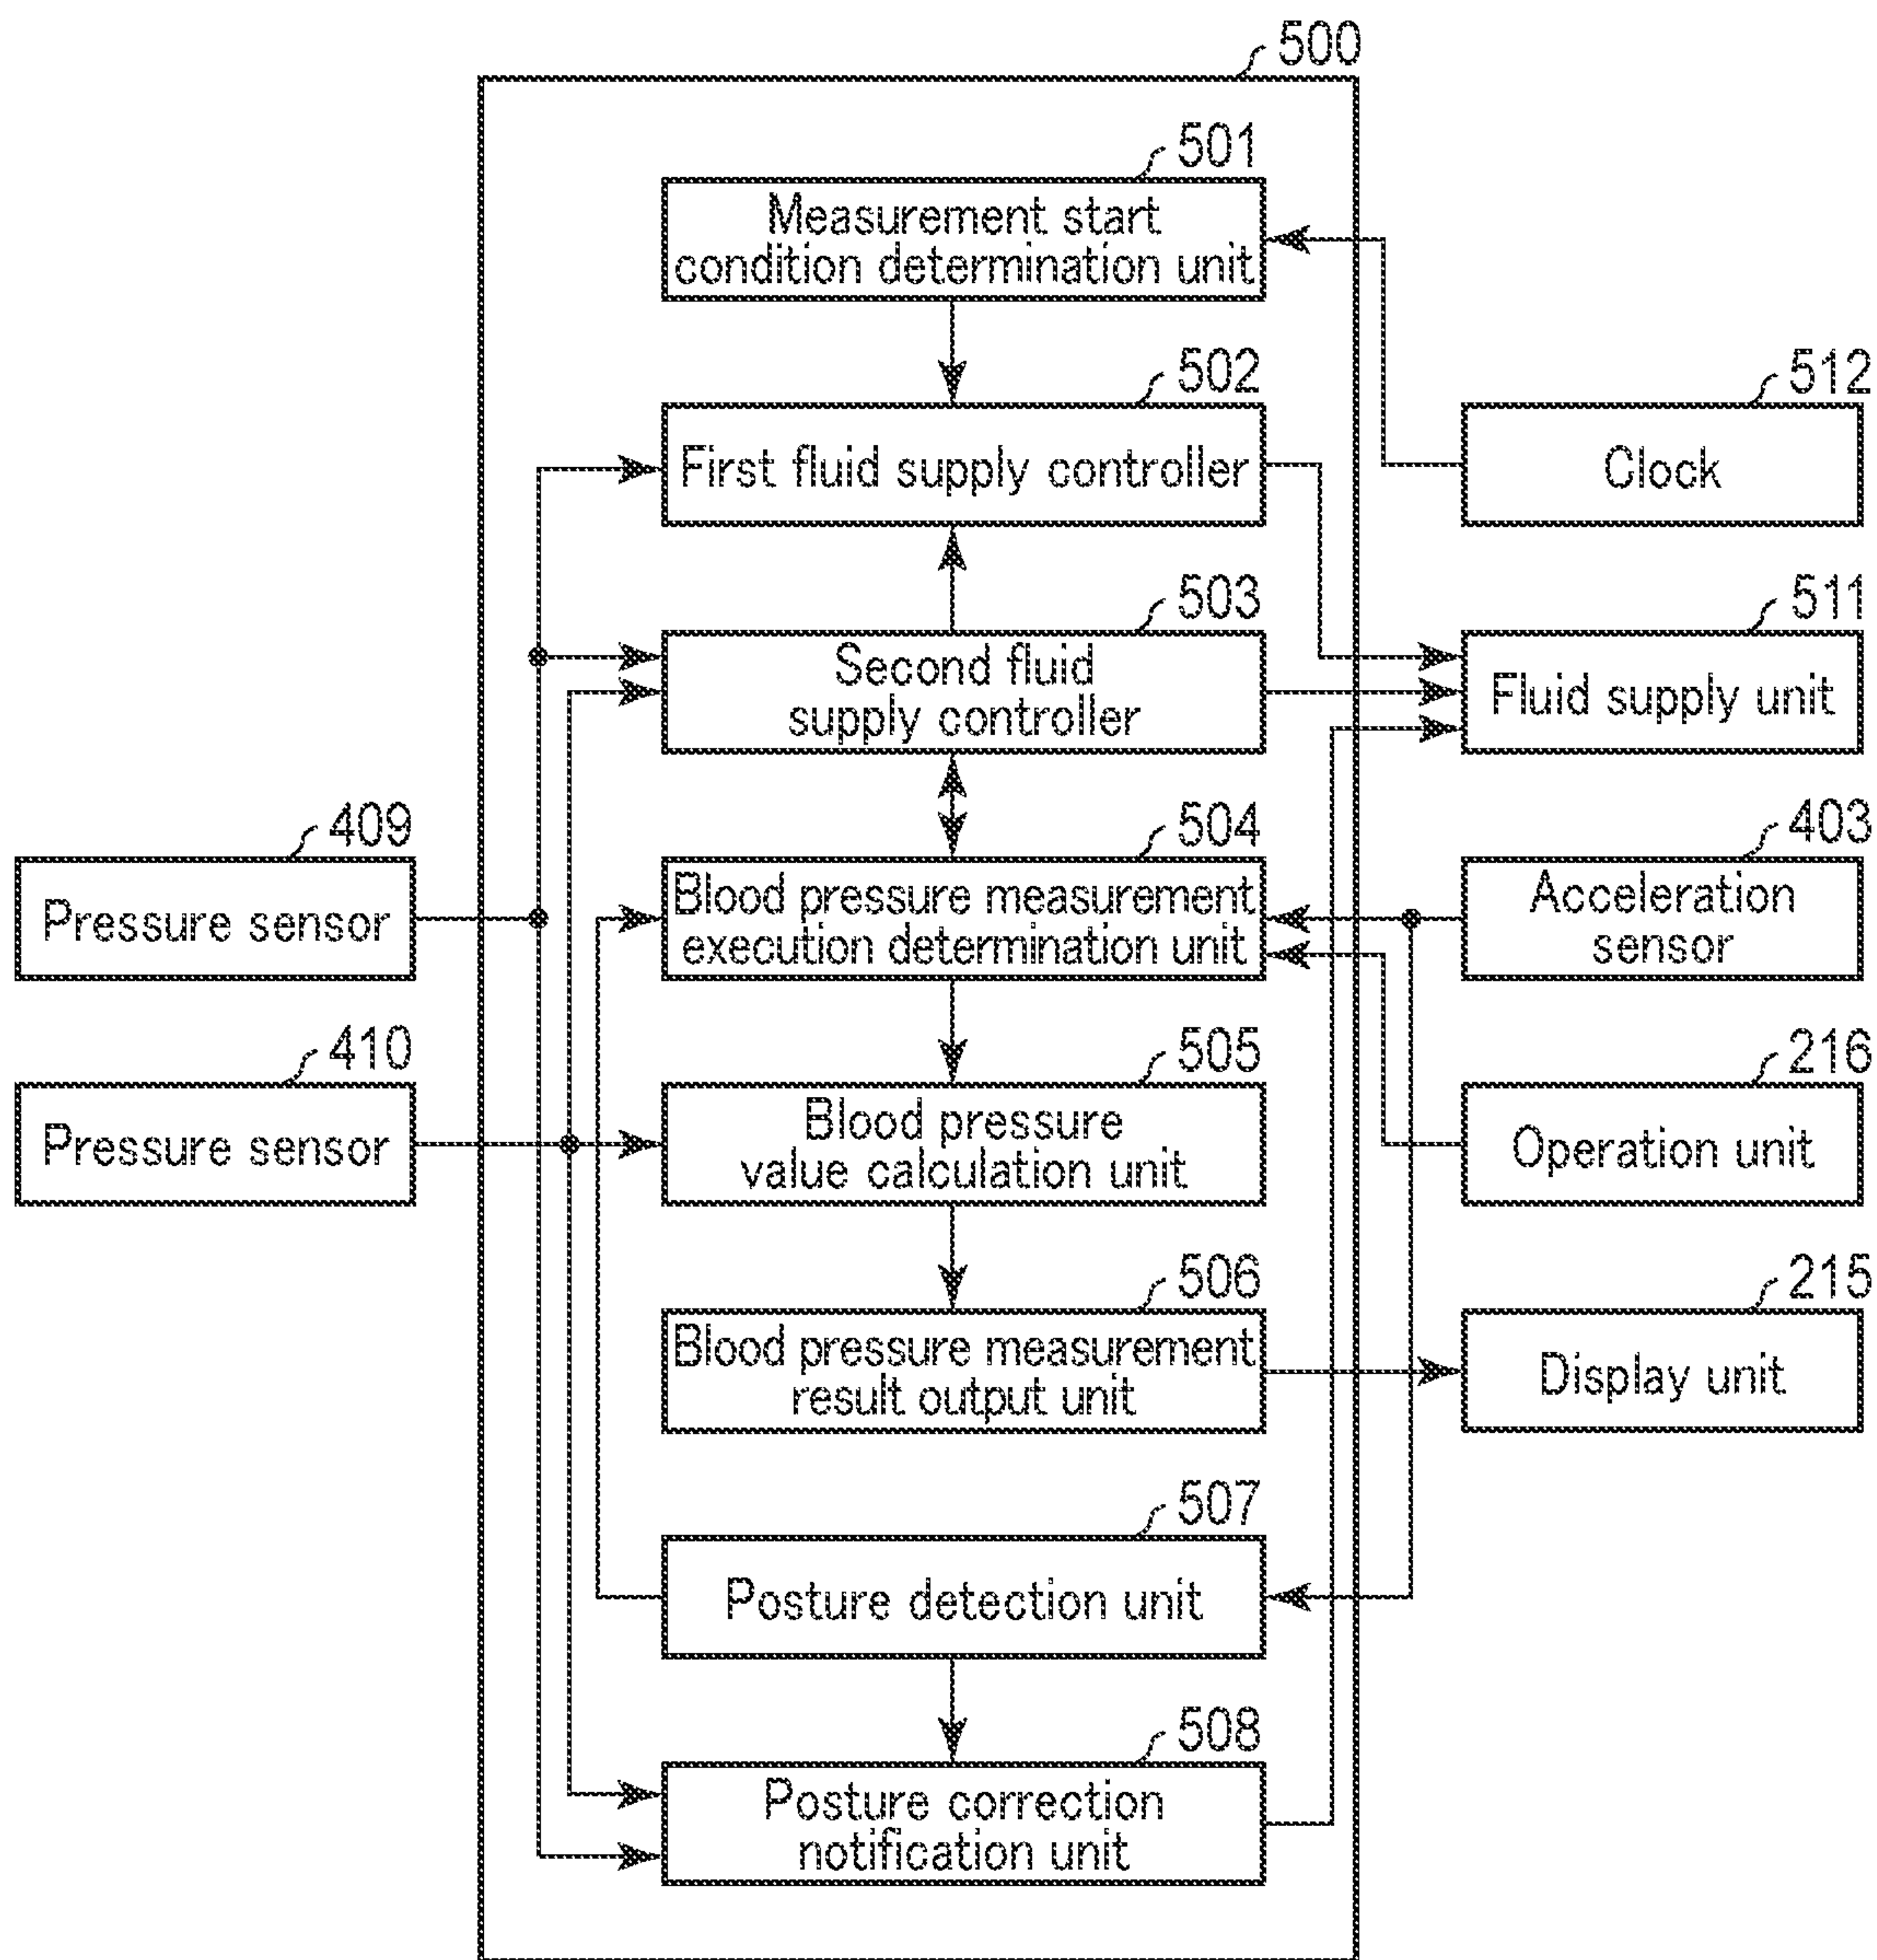 500
501
Measurement start
condition determination unit
502
First fluid supply controller
512
Clock
503
Second fluid
supply controller
511
Fluid supply unit
409
Pressure sensor
504
Blood pressure measurement
execution determination unit
403
Acceleration
sensor
410
Pressure sensor
505
Blood pressure
value calculation unit
216
Operation unit
506
Blood pressure measurement
result output unit
215
Display unit
507
Posture detection unit
508
Posture correction
notification unit